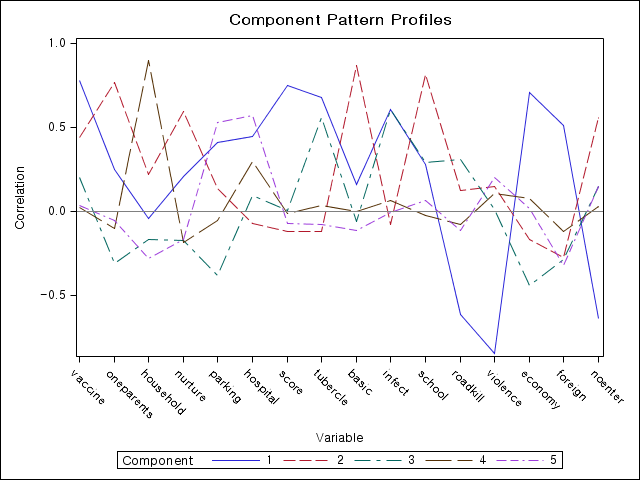 Component Pattern Profiles
1.0
0.5
0.0
-0.5
Correlation
vaccine
oneparents
household
nurture
parking
hospital
score
tubercle
basic
infect
school
roadkill
violence
economy
foreign
noenter
Variable
Component 1 2 3 4 5